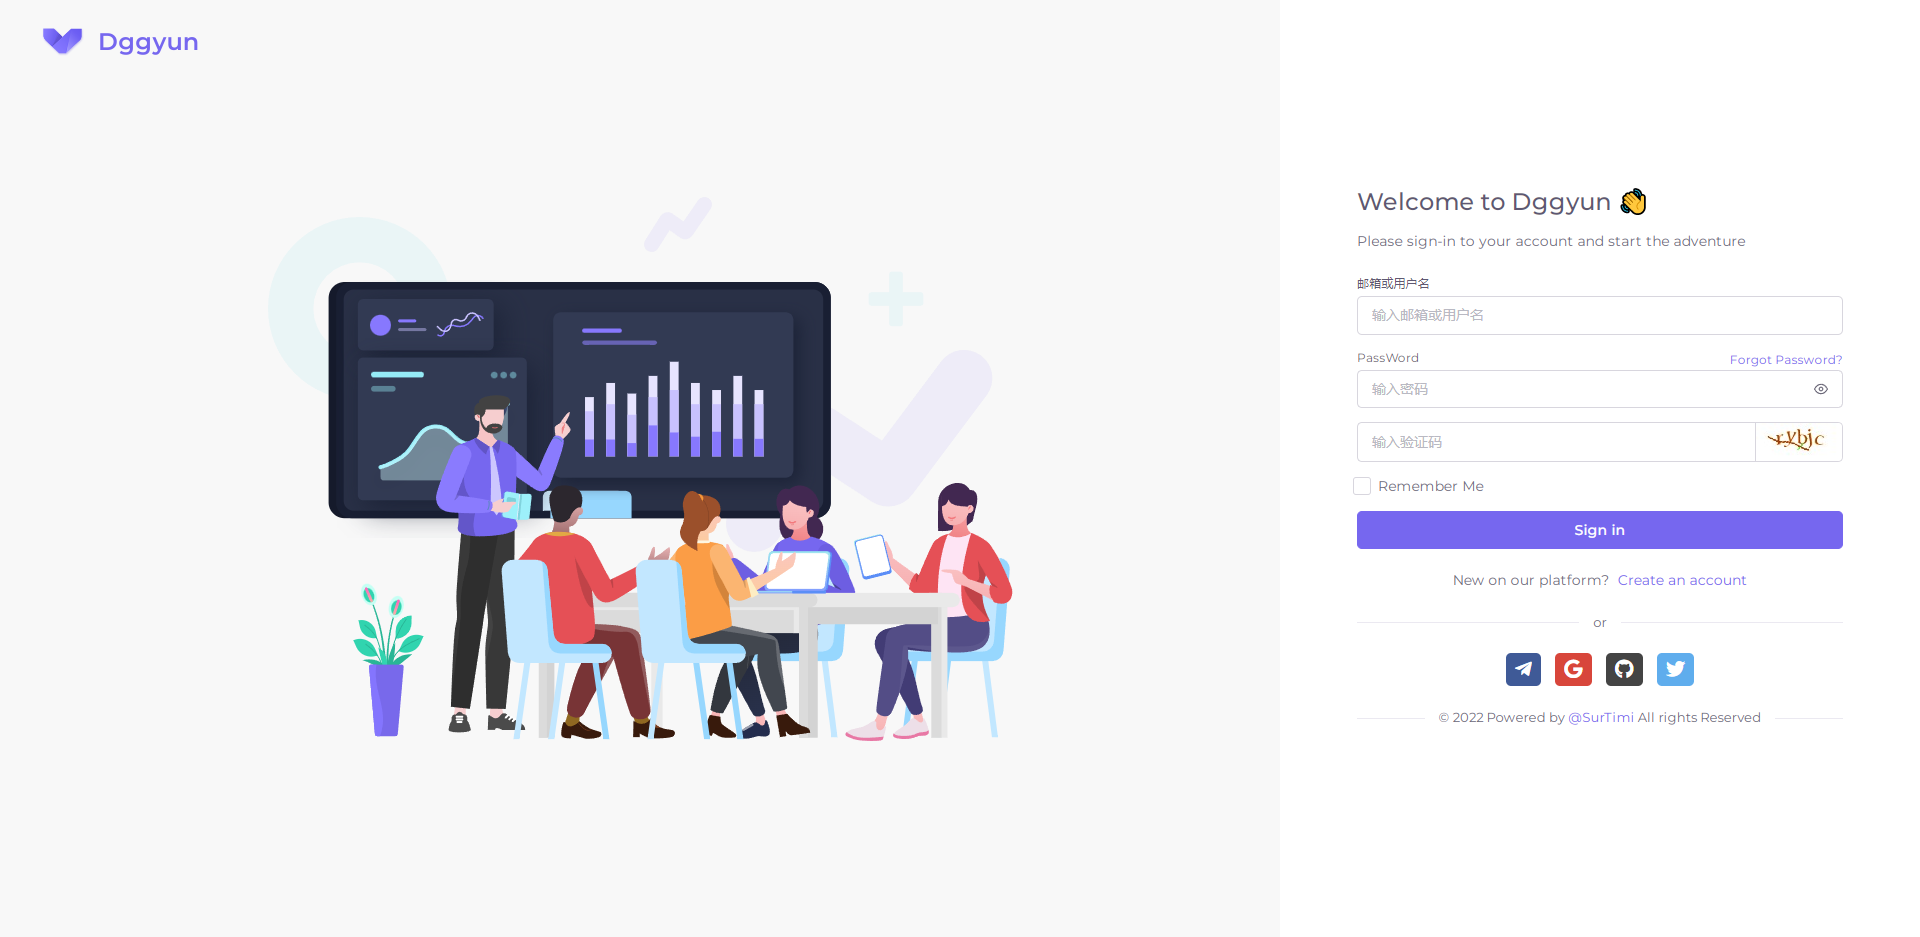 Dggyun
Welcome to Dggyun 👏
Please sign-in to your account and start the adventure
邮箱或用户名
输入邮箱或用户名
PassWord
Forgot Password?
输入密码
输入验证码
rybjc
Remember Me
Sign in
New on our platform? Create an account
or
© 2022 Powered by @SurTimi All rights Reserved